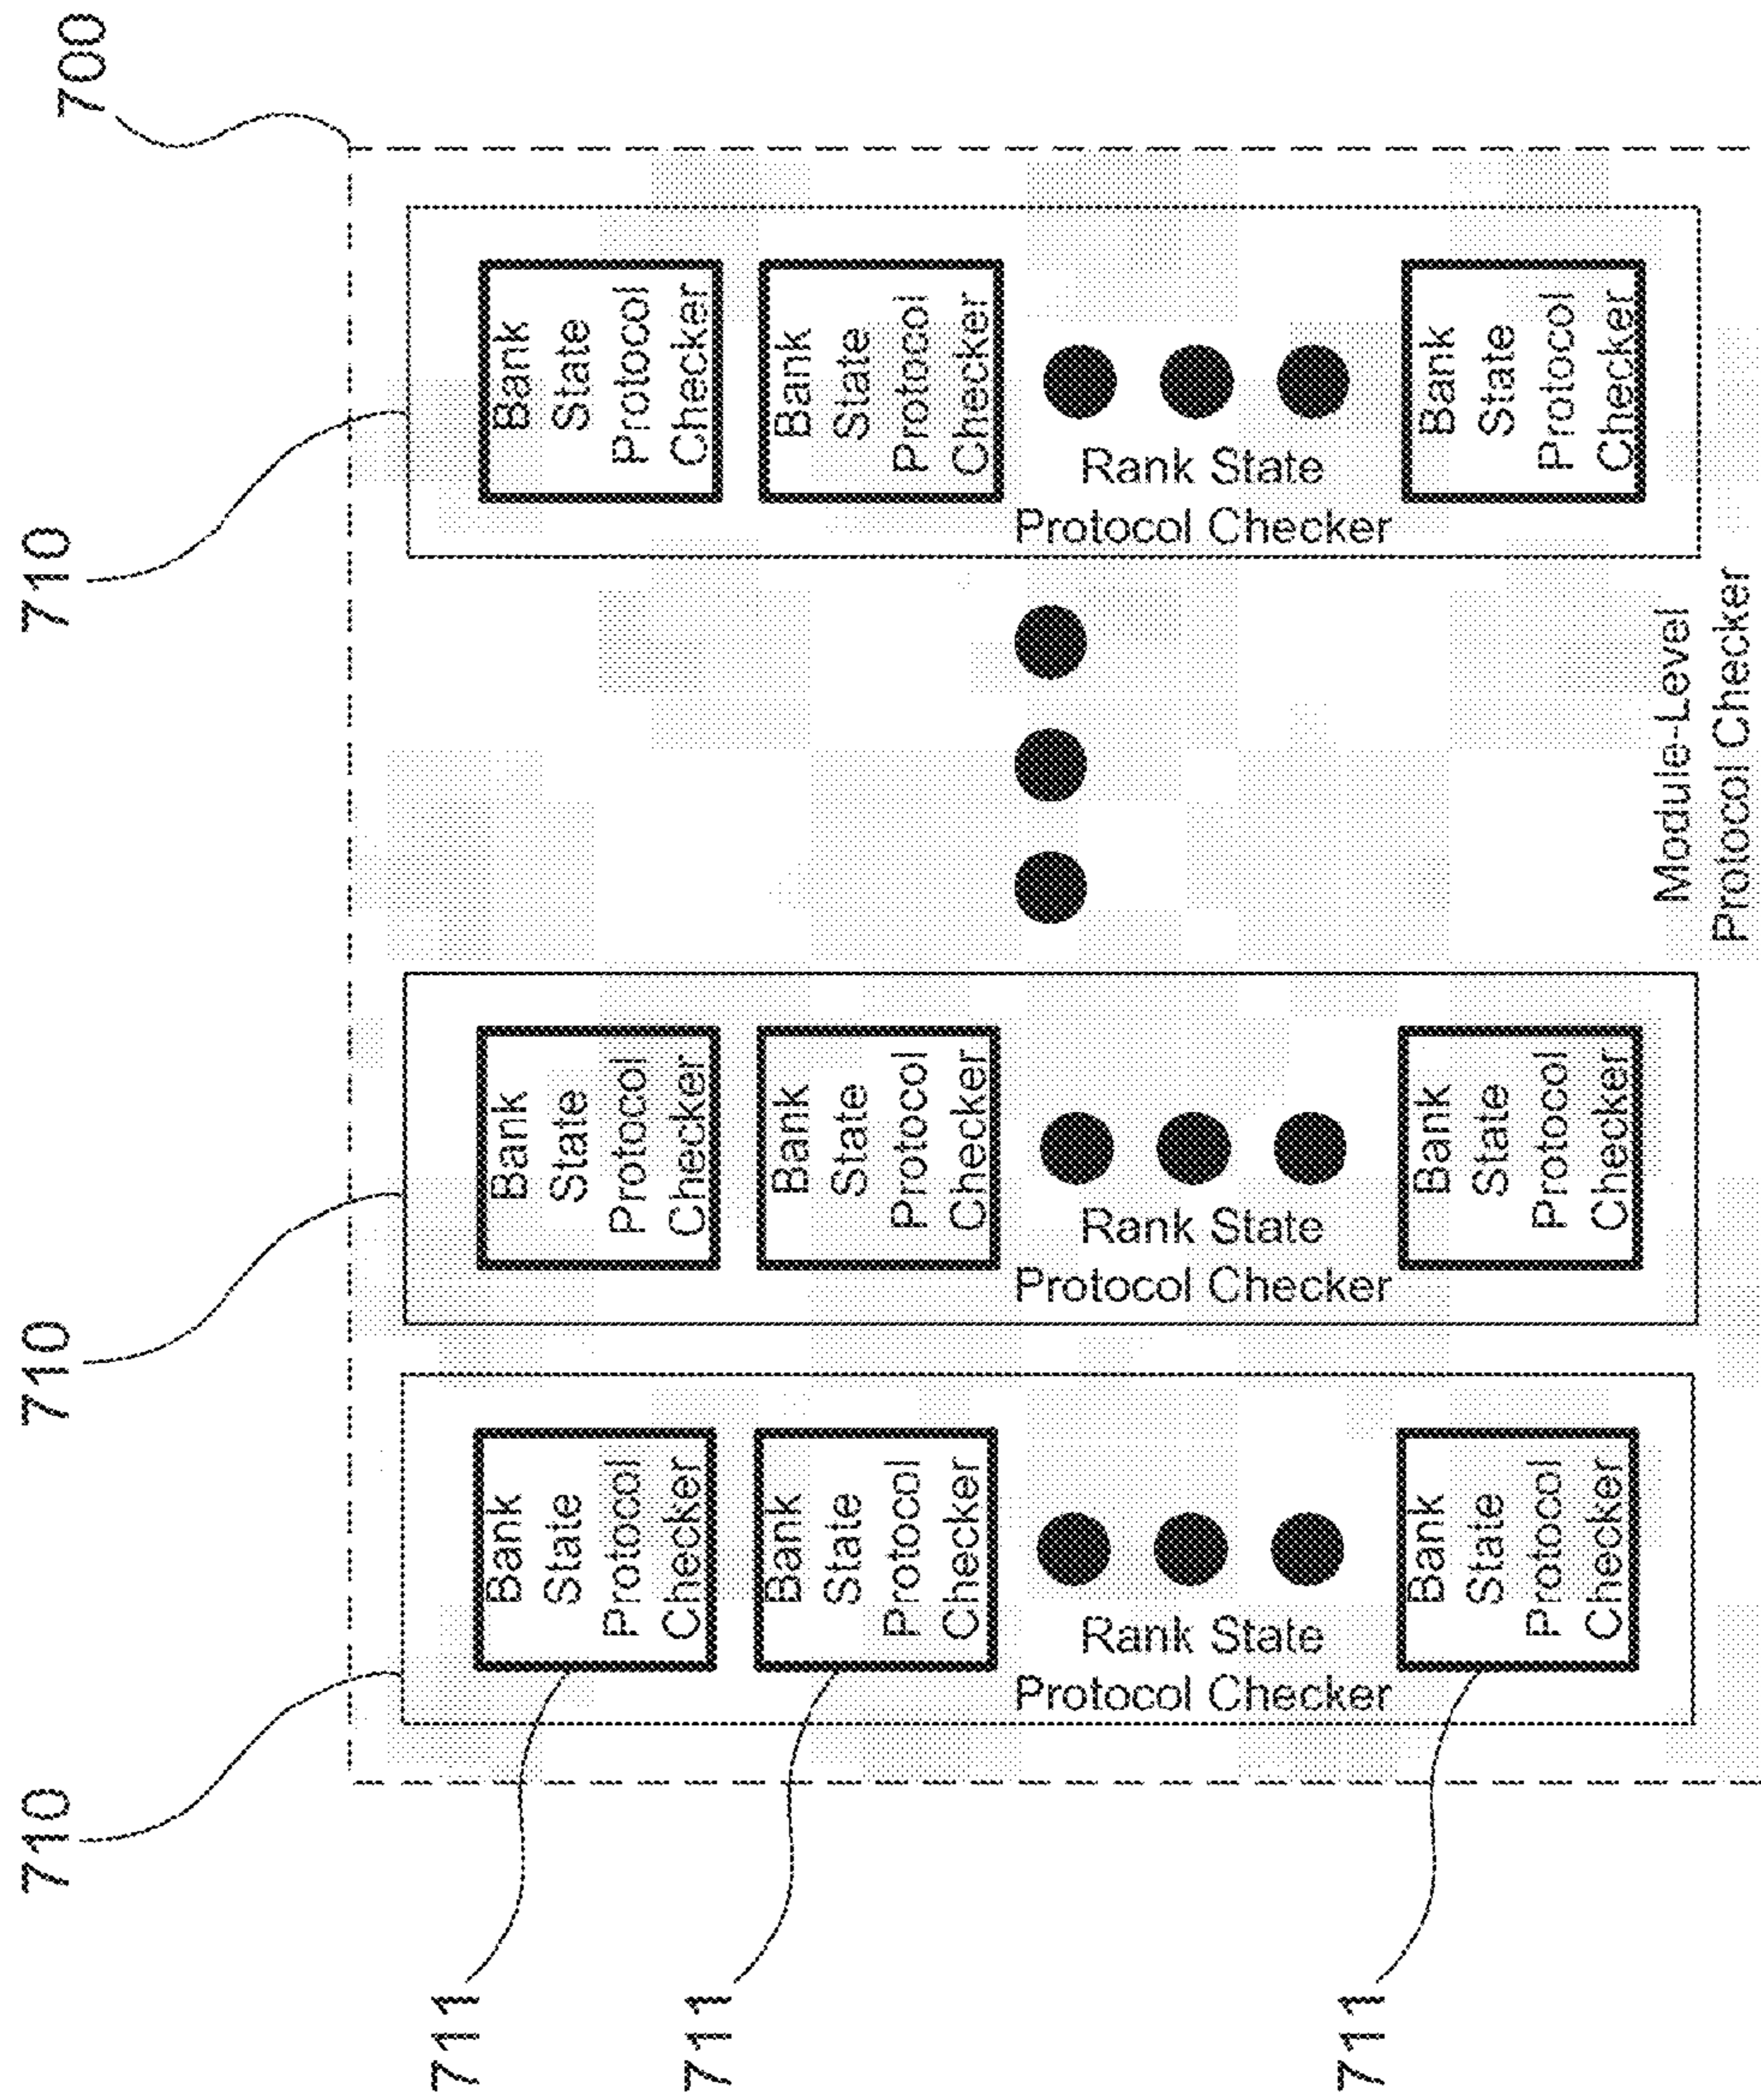 700
710
710
710
Bank
State
Protocol
Checker
Bank
State
Protocol
Checker
Rank State
Protocol Checker
Bank
State
Protocol
Checker
Bank
State
Protocol
Checker
Bank
State
Protocol
Checker
Rank State
Protocol Checker
Bank
State
Protocol
Checker
Bank
State
Protocol
Checker
Bank
State
Protocol
Checker
Rank State
Protocol Checker
Bank
State
Protocol
Checker
Module-Level
Protocol Checker
711
711
711